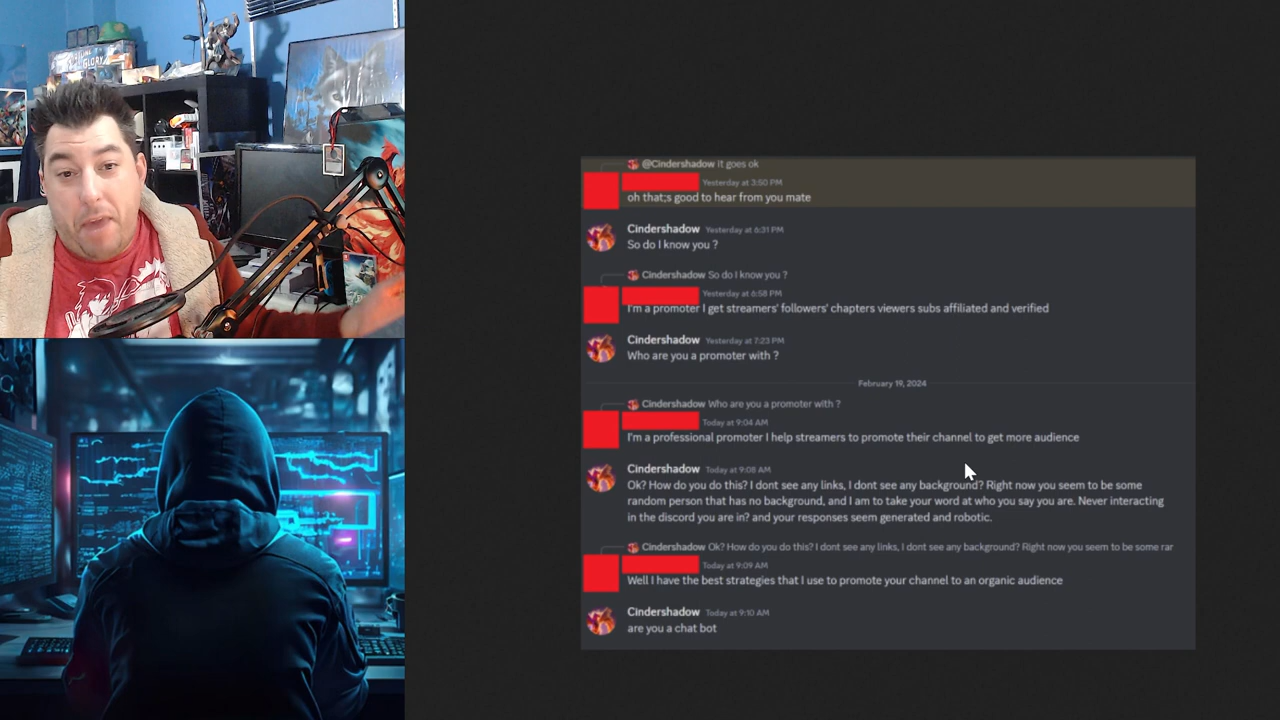 FORTUNE
GLORY
@Cindershadow it goes ok
Yesterday at 3:50 PM
oh that;s good to hear from you mate
Cindershadow Yesterday at 6:31 PM
So do I know you ?
Cindershadow So do I know you ?
Yesterday at 6:58 PM
I'm a promoter I get streamers' followers' chapters viewers subs affiliated and verified
Cindershadow Yesterday at 7:23 PM
Who are you a promoter with ?
February 19, 2024
Cindershadow Who are you a promoter with ?
Today at 9:04 AM
I'm a professional promoter I help streamers to promote their channel to get more audience
Cindershadow Today at 9:08 AM
Ok? How do you do this? I dont see any links, I dont see any background? Right now you seem to be some
random person that has no background, and I am to take your word at who you say you are. Never interacting
in the discord you are in? and your responses seem generated and robotic.
Cindershadow Ok? How do you do this? I dont see any links, I dont see any background? Right now you seem to be some rar
Today at 9:09 AM
Well I have the best strategies that I use to promote your channel to an organic audience
Cindershadow Today at 9:10 AM
are you a chat bot